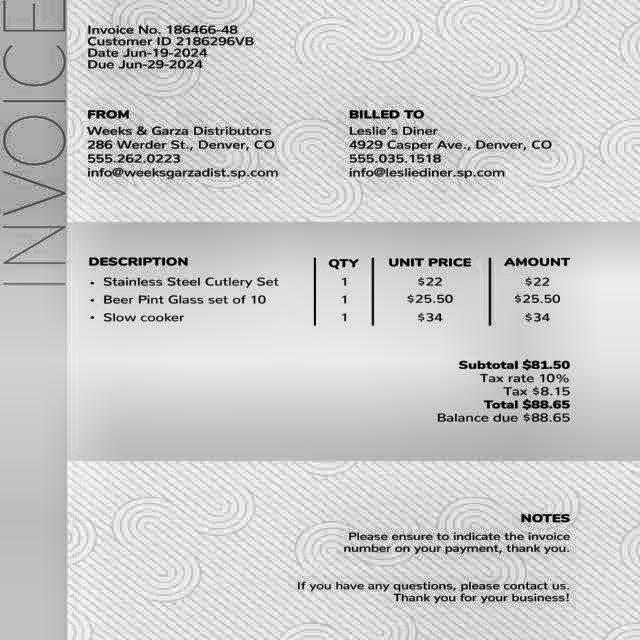 INVOICE
Invoice No. 186466-48
Customer ID 2186296VB
Date Jun-19-2024
Due Jun-29-2024
FROM
Weeks & Garza Distributors
286 Werder St., Denver, CO
555.262.0223
info@weeksgarzadist.sp.com
BILLED TO
Leslie's Diner
4929 Casper Ave., Denver, CO
555.035.1518
info@lesliediner.sp.com
DESCRIPTION QTY UNIT PRICE AMOUNT
• Stainless Steel Cutlery Set 1 $22 $22
• Beer Pint Glass set of 10 1 $25.50 $25.50
• Slow cooker 1 $34 $34
Subtotal $81.50
Tax rate 10%
Tax $8.15
Total $88.65
Balance due $88.65
NOTES
Please ensure to indicate the invoice
number on your payment, thank you.
If you have any questions, please contact us.
Thank you for your business!